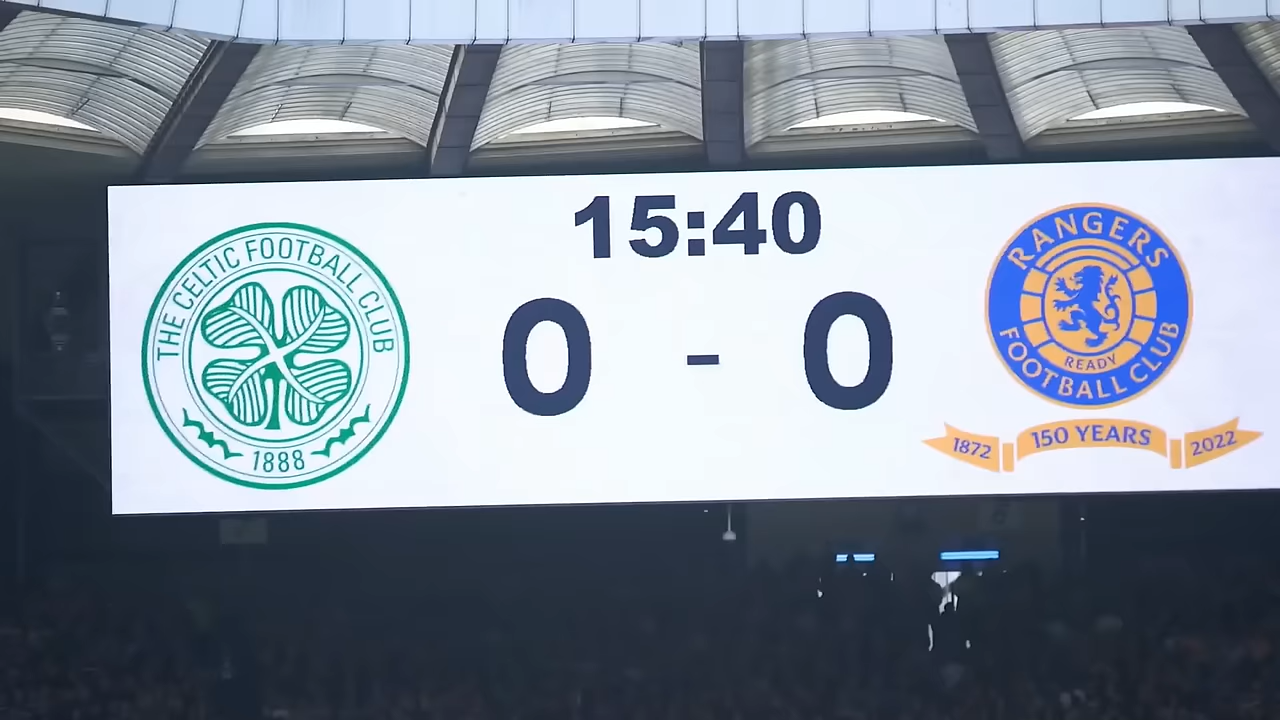 15:40
THE CELTIC FOOTBALL CLUB
1888
0 - 0
RANGERS
FOOTBALL CLUB
READY
1872 150 YEARS 2022